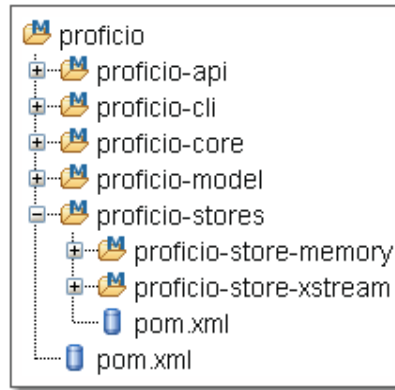 proficio
proficio-api
proficio-cli
proficio-core
proficio-model
proficio-stores
proficio-store-memory
proficio-store-xstream
pom.xml
pom.xml